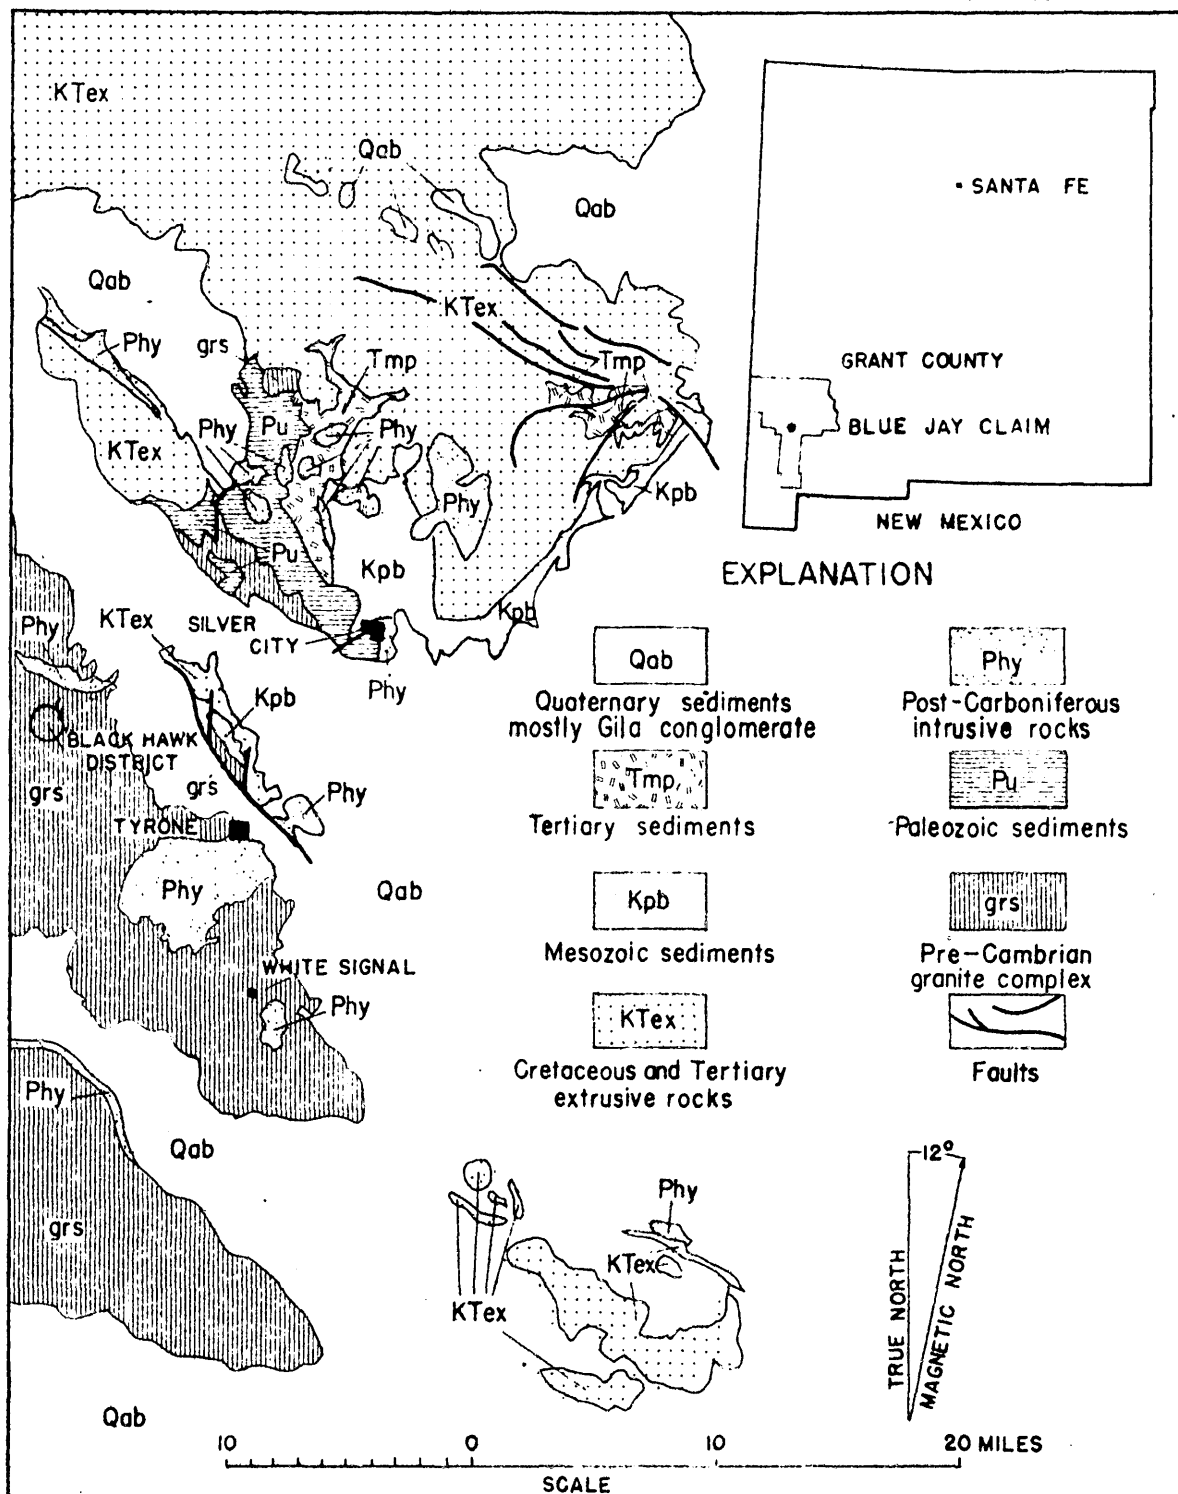 KTex
Qab
Qab
SANTA FE
Qab
KTex
Phy
grs
Tmp
Tmp
GRANT COUNTY
Phy
Pu
Phy
BLUE JAY CLAIM
KTex
Phy
Kpb
NEW MEXICO
Pu
Kpb
EXPLANATION
Kpb
KTex
SILVER
CITY
Phy
Phy
Kpb
BLACK HAWK
DISTRICT
grs
grs
Phy
TYRONE
Phy
Qab
WHITE SIGNAL
Phy
Phy
Qab
grs
Qab
Qab
Quaternary sediments
mostly Gila conglomerate
Tmp
Tertiary sediments
Kpb
Mesozoic sediments
KTex
Cretaceous and Tertiary
extrusive rocks
Phy
Post-Carboniferous
intrusive rocks
Pu
Paleozoic sediments
grs
Pre-Cambrian
granite complex
Faults
Phy
KTex
KTex
12°
TRUE NORTH
MAGNETIC NORTH
10 0 10 20 MILES
SCALE